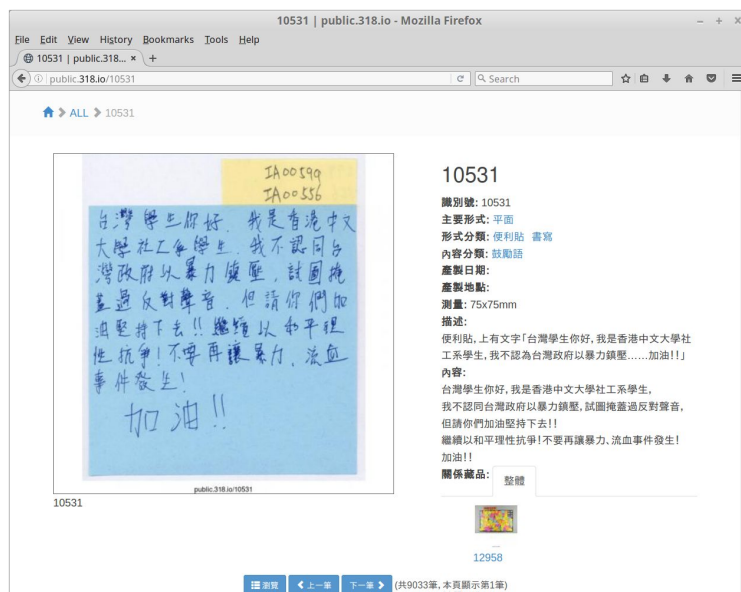 10531 | public.318.io - Mozilla Firefox
File Edit View History Bookmarks Tools Help
10531 | public.318... × +
public.318.io/10531
Search
ALL > 10531
IA00599
IA00556
台灣學生你好，我是香港中文
大學社工系學生，我不認同台
灣政府以暴力鎮壓，試圖掩
蓋過反對聲音，但請你們加
油堅持下去!!繼續以和平理
性抗爭!不要再讓暴力、流血
事件發生!
加油!!
public.318.io/10531
10531
10531
識別號: 10531
主要形式: 平面
形式分類: 便利貼 書寫
內容分類: 鼓勵語
產製日期:
產製地點:
測量: 75x75mm
描述:
便利貼，上有文字「台灣學生你好，我是香港中文大學社
工系學生，我不認為台灣政府以暴力鎮壓……加油!!」
內容:
台灣學生你好，我是香港中文大學社工系學生，
我不認同台灣政府以暴力鎮壓，試圖掩蓋過反對聲音，
但請你們加油堅持下去!!
繼續以和平理性抗爭!不要再讓暴力、流血事件發生!
加油!!
關係藏品: 整體
...
12958
瀏覽 上一筆 下一筆 (共9033筆, 本頁顯示第1筆)